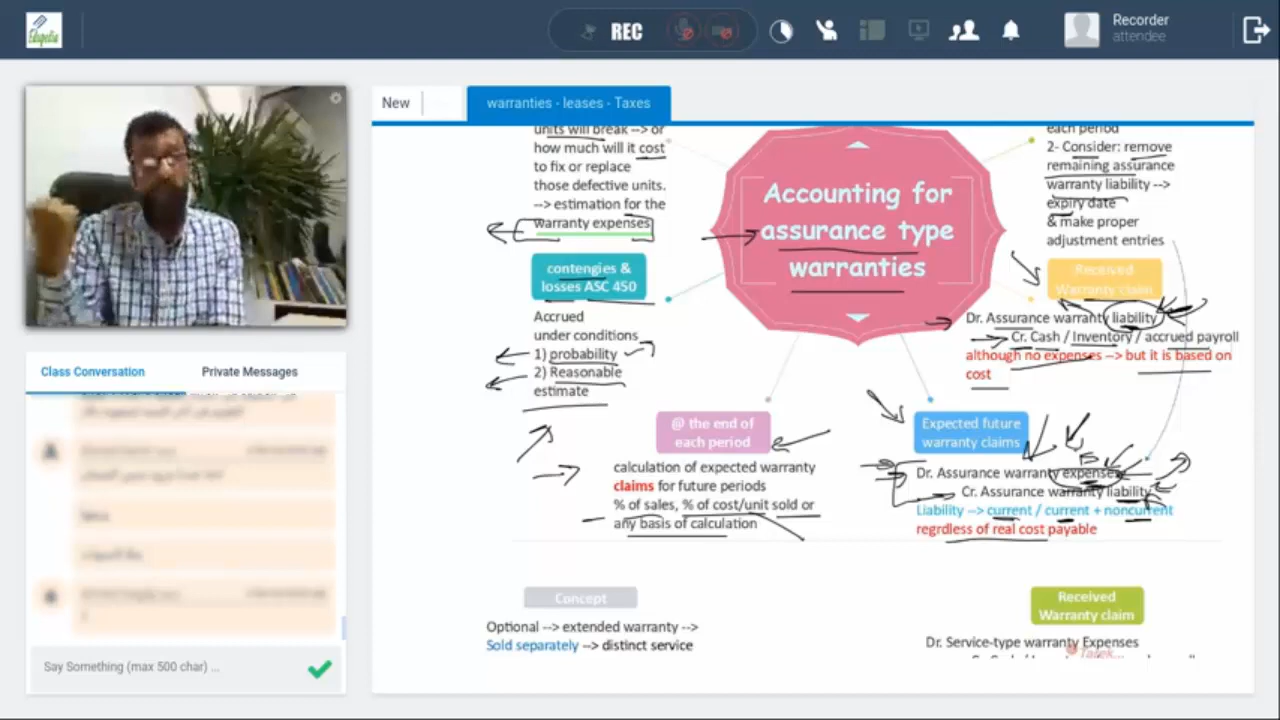 Edupedia
REC
Recorder
attendee
New
warranties - leases - Taxes
units will break --> or
how much will it cost
to fix or replace
those defective units.
--> estimation for the
warranty expenses
contengies &
losses ASC 450
Accrued
under conditions
1) probability
2) Reasonable
estimate
Accounting for
assurance type
warranties
each period
2- Consider: remove
remaining assurance
warranty liability -->
expiry date
& make proper
adjustment entries
Received
Warranty claim
Dr. Assurance warranty liability
Cr. Cash / Inventory / accrued payroll
although no expenses --> but it is based on
cost
@ the end of
each period
calculation of expected warranty
claims for future periods
% of sales, % of cost/unit sold or
any basis of calculation
Expected future
warranty claims
Dr. Assurance warranty expenses
Cr. Assurance warranty liability
Liability --> current / current + noncurrent
regrdless of real cost payable
Concept
Optional --> extended warranty -->
Sold separately --> distinct service
Received
Warranty claim
Dr. Service-type warranty Expenses
Class Conversation
Private Messages
Say Something (max 500 char) ...